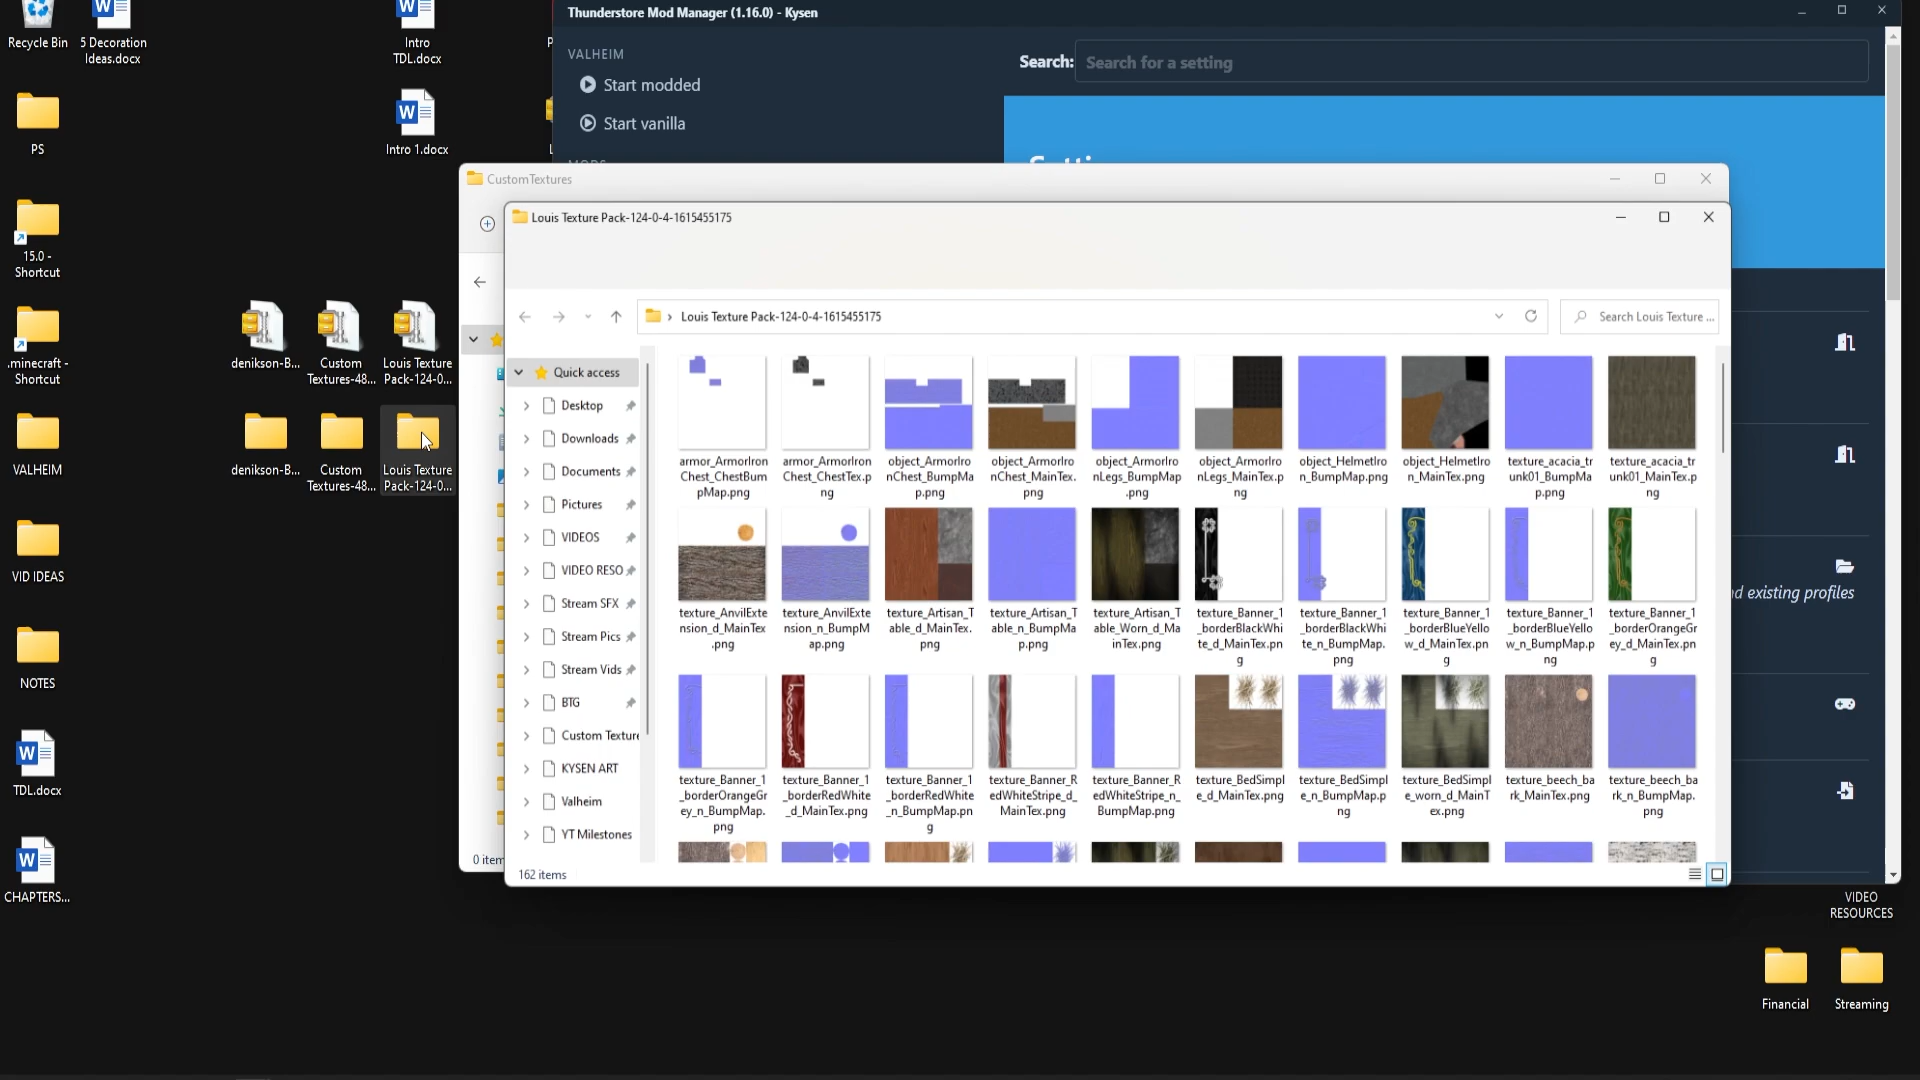 Recycle Bin
5 Decoration
Ideas.docx
Intro
TDL.docx
PS
Intro 1.docx
15.0 -
Shortcut
.minecraft -
Shortcut
denikson-B...
Custom
Textures-48...
Louis Texture
Pack-124-0...
VALHEIM
denikson-B...
Custom
Textures-48...
Louis Texture
Pack-124-0...
VID IDEAS
NOTES
TDL.docx
CHAPTERS...
Thunderstore Mod Manager (1.16.0) - Kysen
VALHEIM
Start modded
Start vanilla
Search:
Search for a setting
nd existing profiles
CustomTextures
0 item
Louis Texture Pack-124-0-4-1615455175
Louis Texture Pack-124-0-4-1615455175
Search Louis Texture ...
Quick access
Desktop
Downloads
Documents
Pictures
VIDEOS
VIDEO RESO
Stream SFX
Stream Pics
Stream Vids
BTG
Custom Texture
KYSEN ART
Valheim
YT Milestones
162 items
armor_ArmorIron
Chest_ChestBum
pMap.png
armor_ArmorIron
Chest_ChestTex.p
ng
object_ArmorIro
nChest_BumpMa
p.png
object_ArmorIro
nChest_MainTex.
png
object_ArmorIro
nLegs_BumpMap
.png
object_ArmorIro
nLegs_MainTex.p
ng
object_HelmetIro
n_BumpMap.png
object_HelmetIro
n_MainTex.png
texture_acacia_tr
unk01_BumpMa
p.png
texture_acacia_tr
unk01_MainTex.p
ng
texture_AnvilExte
nsion_d_MainTex
.png
texture_AnvilExte
nsion_n_BumpM
ap.png
texture_Artisan_T
able_d_MainTex.
png
texture_Artisan_T
able_n_BumpMa
p.png
texture_Artisan_T
able_Worn_d_Ma
inTex.png
texture_Banner_1
_borderBlackWhi
te_d_MainTex.pn
g
texture_Banner_1
_borderBlackWhi
te_n_BumpMap.
png
texture_Banner_1
_borderBlueYello
w_d_MainTex.pn
g
texture_Banner_1
_borderBlueYello
w_n_BumpMap.p
ng
texture_Banner_1
_borderOrangeGr
ey_d_MainTex.pn
g
texture_Banner_1
_borderOrangeGr
ey_n_BumpMap.
png
texture_Banner_1
_borderRedWhite
_d_MainTex.png
texture_Banner_1
_borderRedWhite
_n_BumpMap.pn
g
texture_Banner_R
edWhiteStripe_d_
MainTex.png
texture_Banner_R
edWhiteStripe_n_
BumpMap.png
texture_BedSimpl
e_d_MainTex.png
texture_BedSimpl
e_n_BumpMap.p
ng
texture_BedSimpl
e_worn_d_MainT
ex.png
texture_beech_ba
rk_MainTex.png
texture_beech_ba
rk_n_BumpMap.
png
VIDEO
RESOURCES
Financial
Streaming